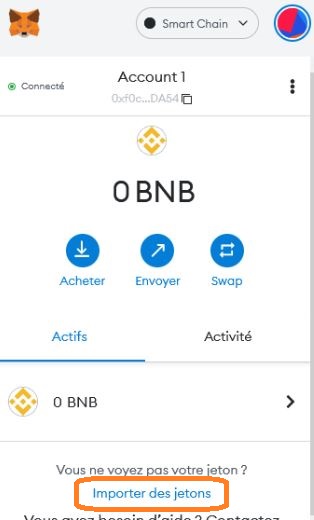 Smart Chain
Connecté
Account 1
0xf0c...DA54
0 BNB
Acheter
Envoyer
Swap
Actifs
Activité
0 BNB
Vous ne voyez pas votre jeton ?
Importer des jetons
Vous avez besoin d'aide ? Contactez